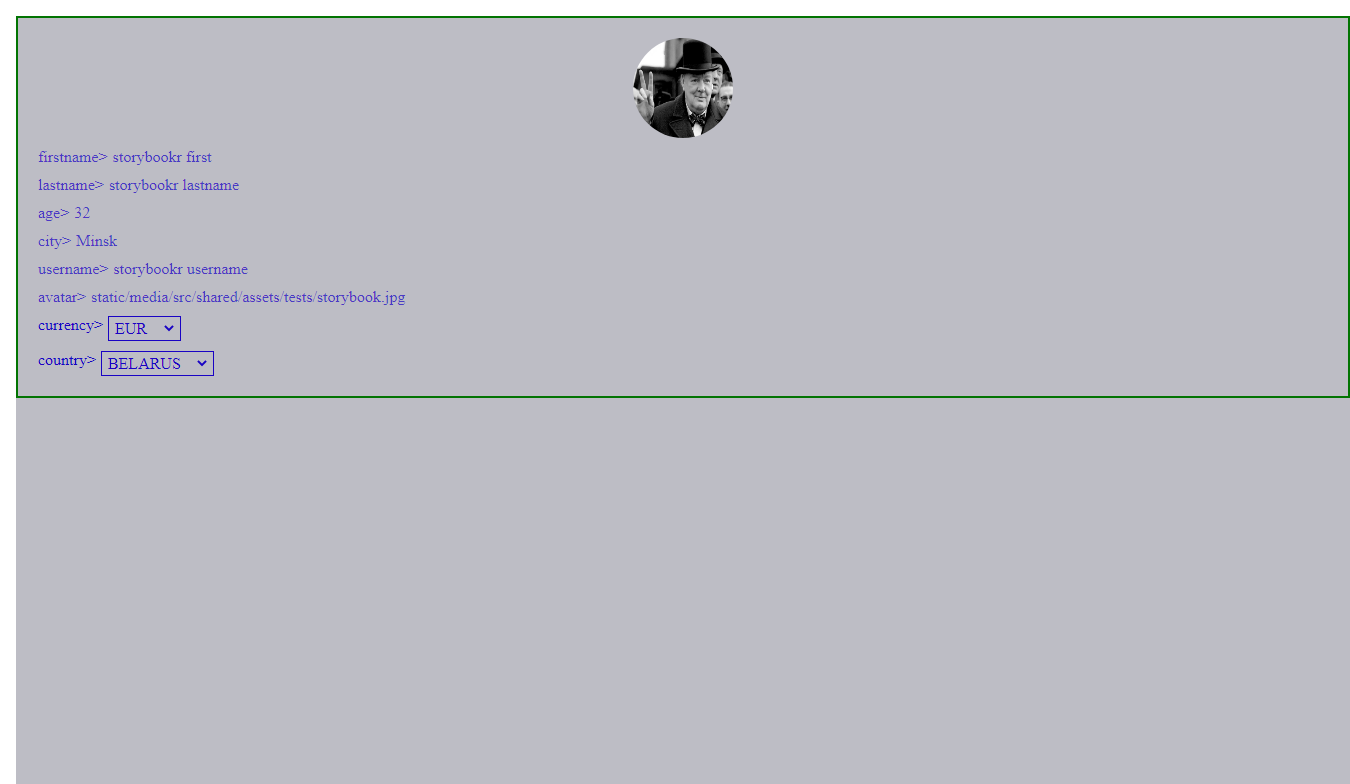 firstname> storybookr first
lastname> storybookr lastname
age> 32
city> Minsk
username> storybookr username
avatar> static/media/src/shared/assets/tests/storybook.jpg
currency> EUR
country> BELARUS